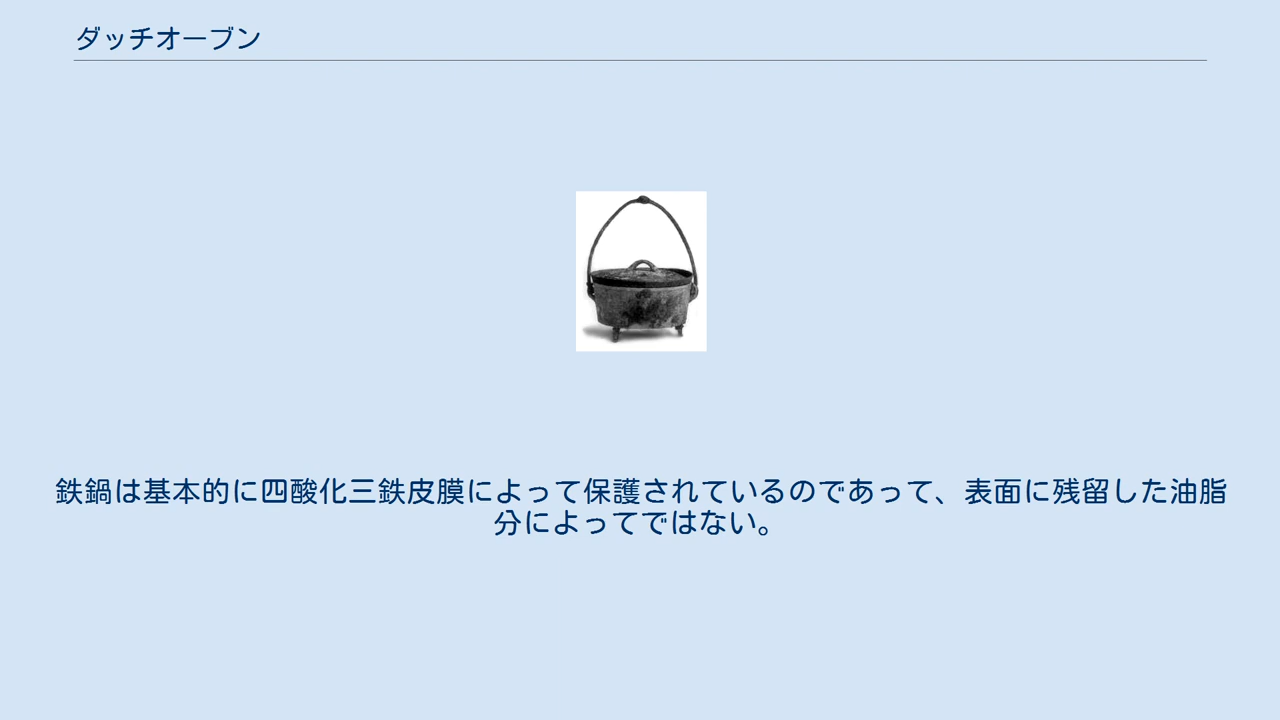 ダッチオーブン
鉄鍋は基本的に四酸化三鉄皮膜によって保護されているのであって、表面に残留した油脂
分によってではない。